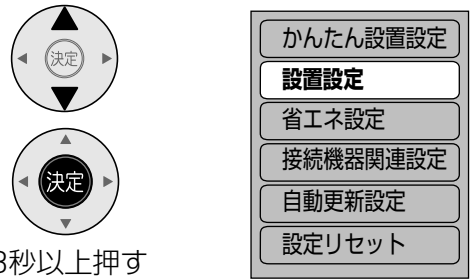 決定
決定
3秒以上押す
かんたん設置設定
設置設定
省エネ設定
接続機器関連設定
自動更新設定
設定リセット